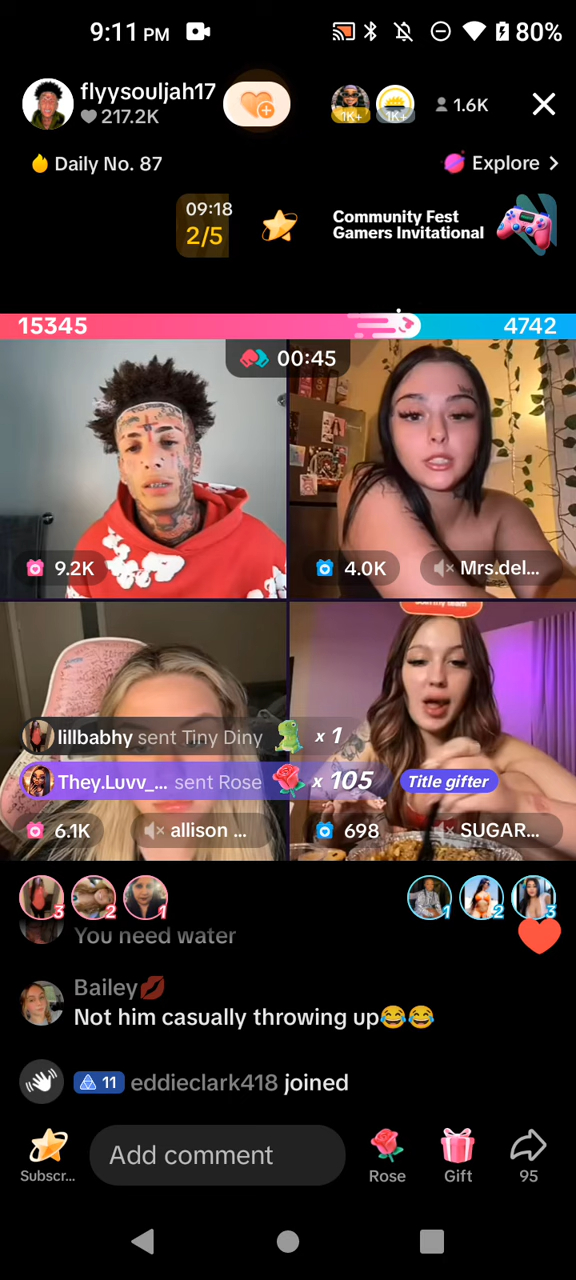 9:11 PM
80%
flyysouljah17
217.2K
1K+
1K+
1.6K
Daily No. 87
Explore >
09:18
2/5
Community Fest
Gamers Invitational
15345
4742
00:45
9.2K
4.0K
Mrs.del...
lillbabhy sent Tiny Diny x 1
They.Luvv_... sent Rose x 105
Title gifter
6.1K
allison ...
698
SUGAR...
3
2
1
1
2
3
You need water
Bailey💋
Not him casually throwing up😂😂
11 eddieclark418 joined
Subscr...
Add comment
Rose
Gift
95